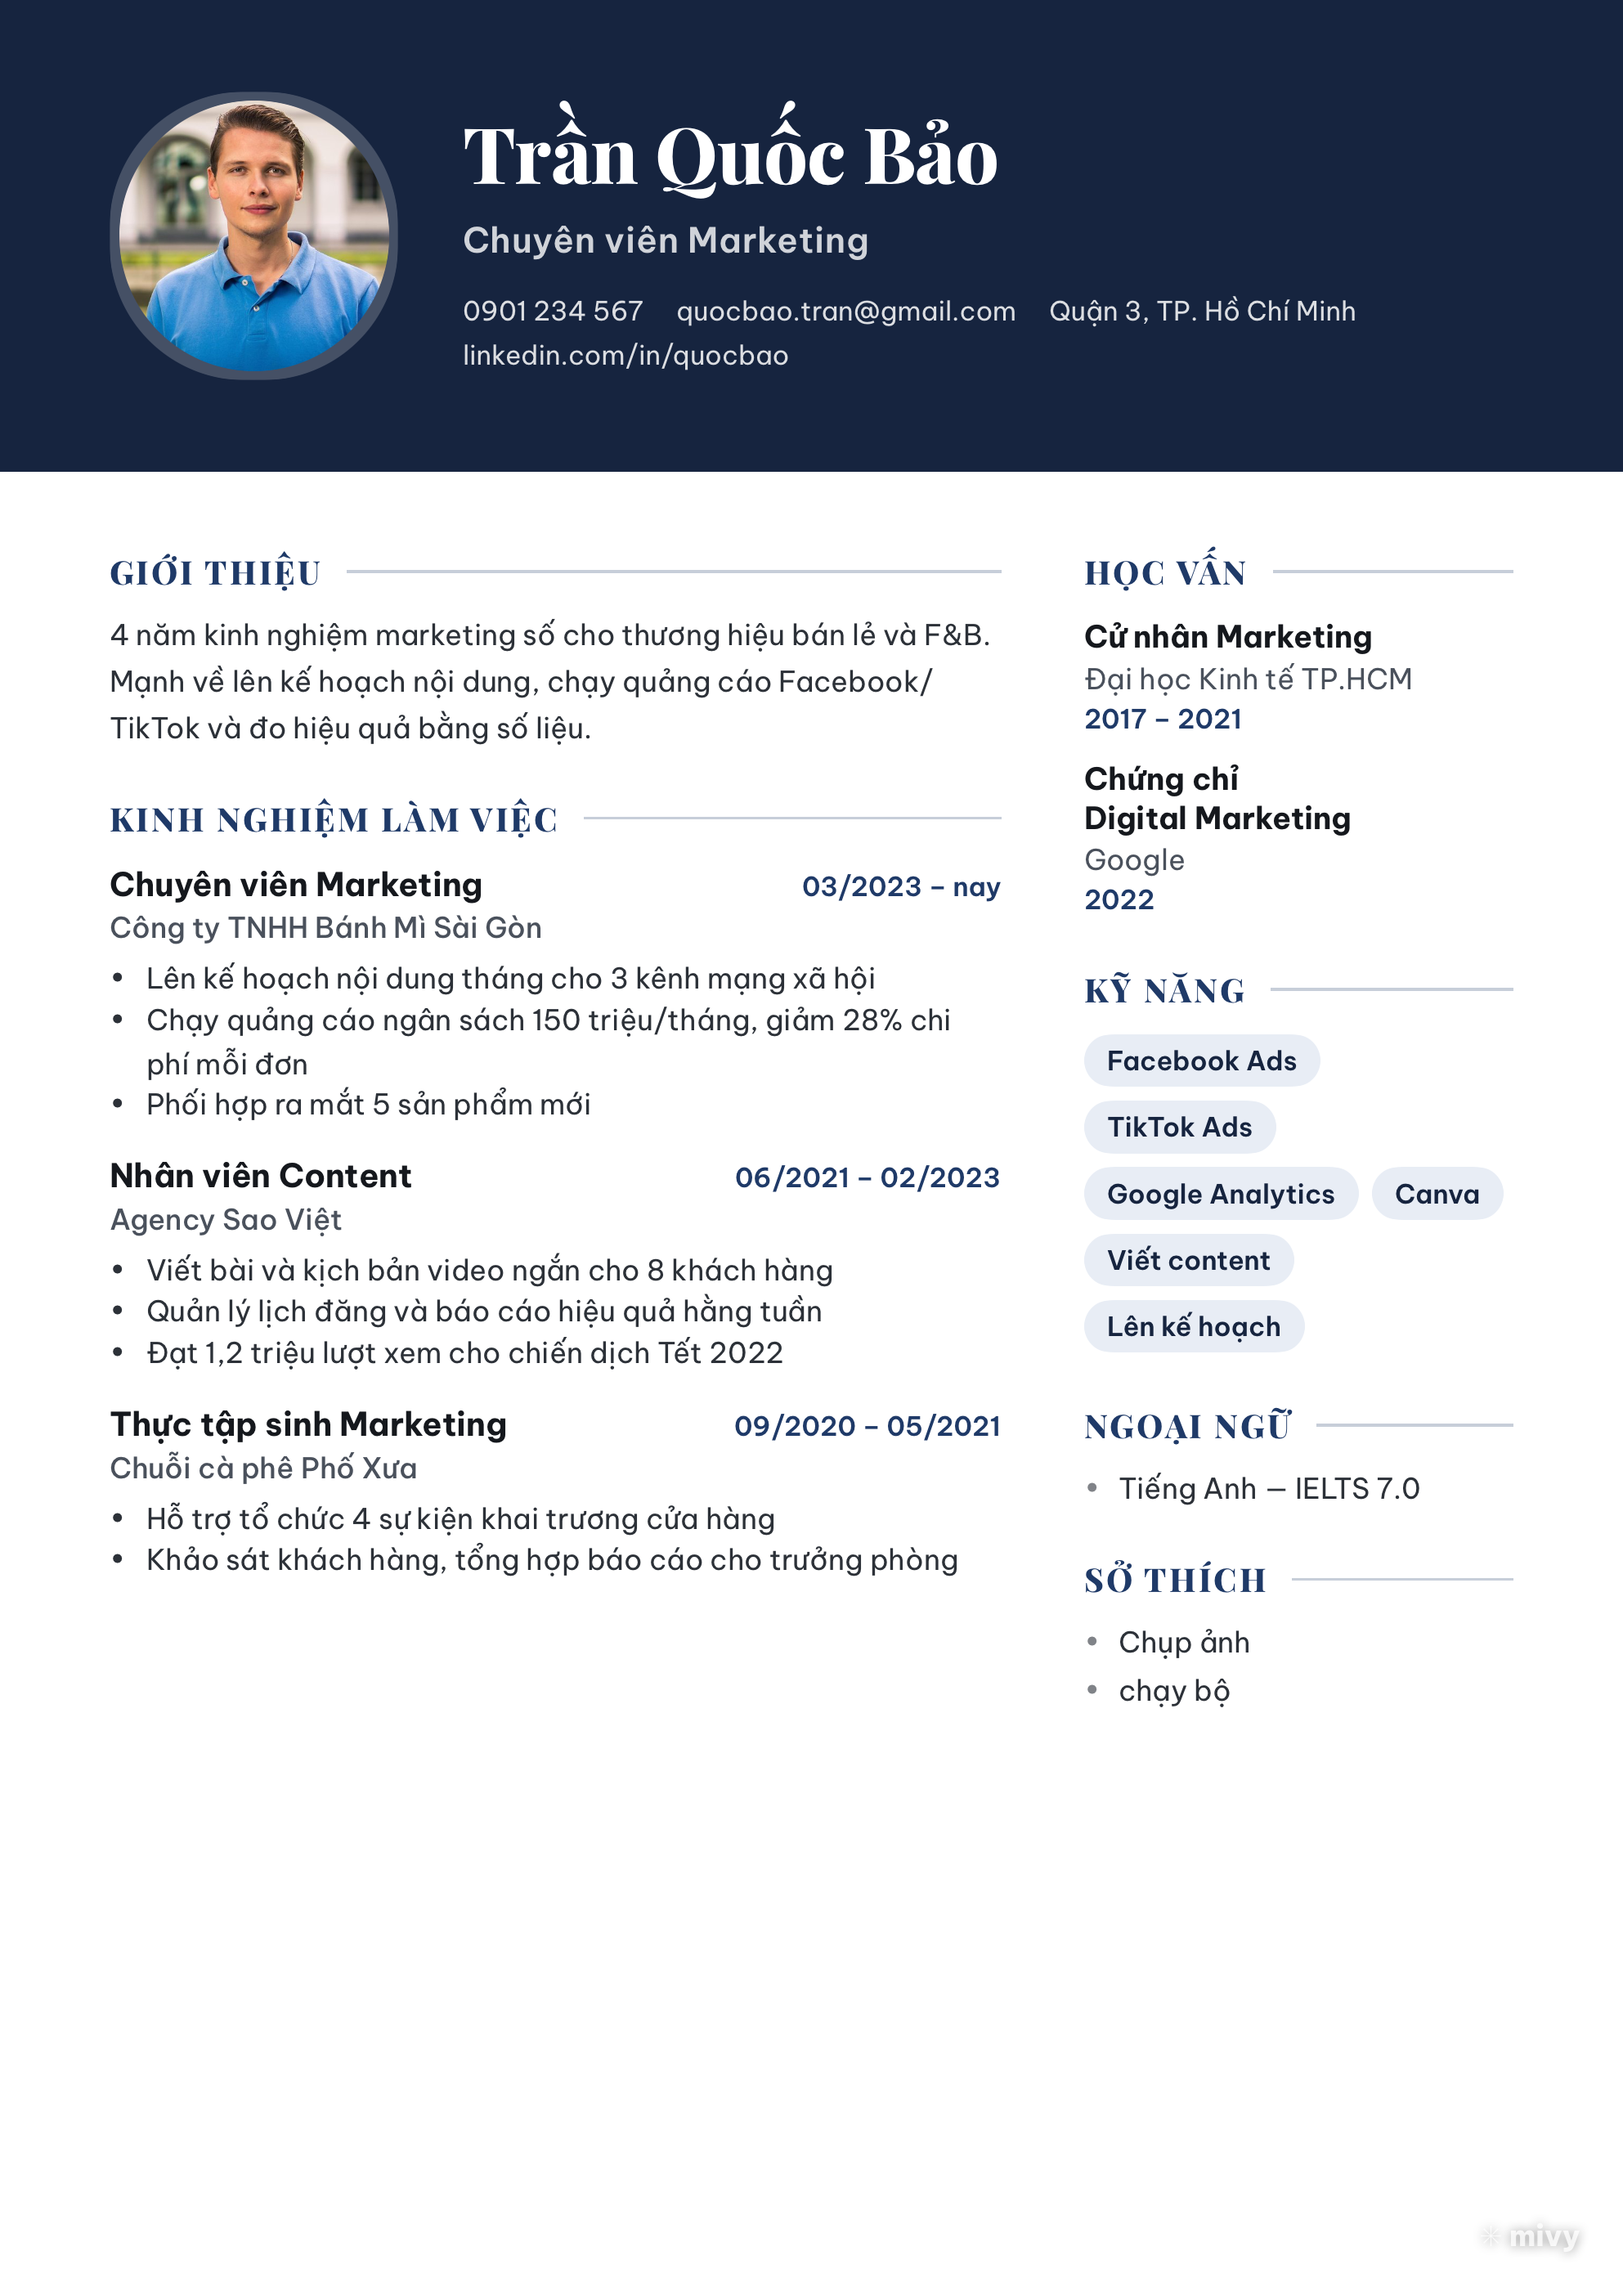 Trần Quốc Bảo
Chuyên viên Marketing
0901 234 567 quocbao.tran@gmail.com Quận 3, TP. Hồ Chí Minh
linkedin.com/in/quocbao
GIỚI THIỆU
4 năm kinh nghiệm marketing số cho thương hiệu bán lẻ và F&B.
Mạnh về lên kế hoạch nội dung, chạy quảng cáo Facebook/
TikTok và đo hiệu quả bằng số liệu.
KINH NGHIỆM LÀM VIỆC
Chuyên viên Marketing 03/2023 – nay
Công ty TNHH Bánh Mì Sài Gòn
• Lên kế hoạch nội dung tháng cho 3 kênh mạng xã hội
• Chạy quảng cáo ngân sách 150 triệu/tháng, giảm 28% chi
phí mỗi đơn
• Phối hợp ra mắt 5 sản phẩm mới
Nhân viên Content 06/2021 – 02/2023
Agency Sao Việt
• Viết bài và kịch bản video ngắn cho 8 khách hàng
• Quản lý lịch đăng và báo cáo hiệu quả hằng tuần
• Đạt 1,2 triệu lượt xem cho chiến dịch Tết 2022
Thực tập sinh Marketing 09/2020 – 05/2021
Chuỗi cà phê Phố Xưa
• Hỗ trợ tổ chức 4 sự kiện khai trương cửa hàng
• Khảo sát khách hàng, tổng hợp báo cáo cho trưởng phòng
HỌC VẤN
Cử nhân Marketing
Đại học Kinh tế TP.HCM
2017 – 2021
Chứng chỉ
Digital Marketing
Google
2022
KỸ NĂNG
Facebook Ads
TikTok Ads
Google Analytics Canva
Viết content
Lên kế hoạch
NGOẠI NGỮ
• Tiếng Anh — IELTS 7.0
SỞ THÍCH
• Chụp ảnh
• chạy bộ
mivy